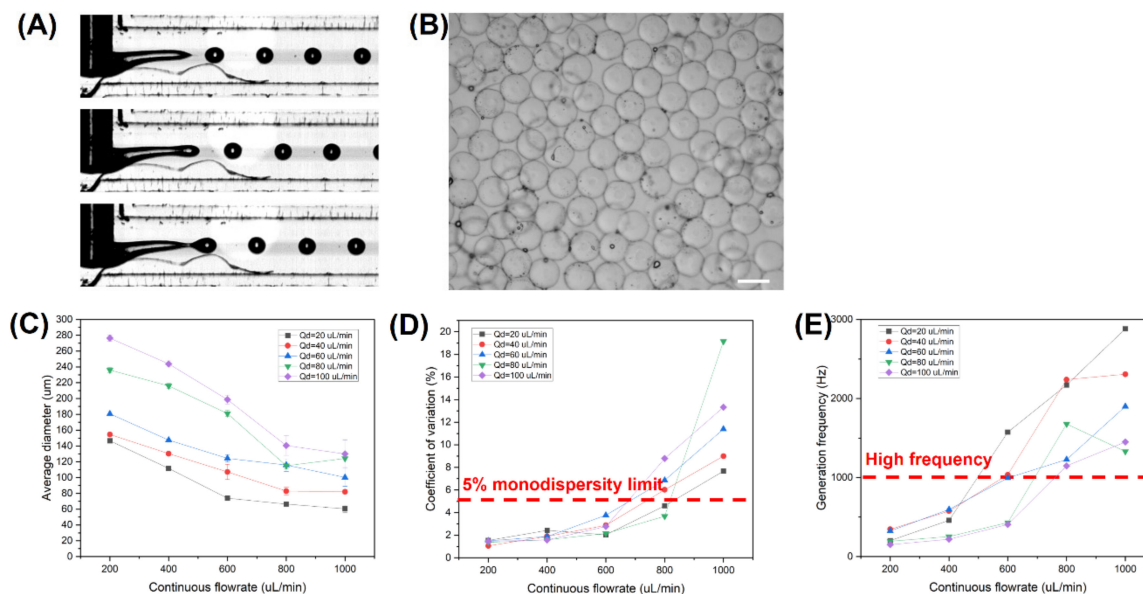 (A)
(B)
(C)
300
280
260
240
220
200
180
160
140
120
100
80
60
40
20
0
Average diameter (um)
Qd=20 uL/min
Qd=40 uL/min
Qd=60 uL/min
Qd=80 uL/min
Qd=100 uL/min
200 400 600 800 1000
Continuous flowrate (uL/min)
(D)
20
18
16
14
12
10
8
6
4
2
0
Coefficient of variation (%)
Qd=20 uL/min
Qd=40 uL/min
Qd=60 uL/min
Qd=80 uL/min
Qd=100 uL/min
5% monodispersity limit
200 400 600 800 1000
Continuous flowrate (uL/min)
(E)
3000
2000
1000
0
Generation frequency (Hz)
Qd=20 uL/min
Qd=40 uL/min
Qd=60 uL/min
Qd=80 uL/min
Qd=100 uL/min
High frequency
200 400 600 800 1000
Continuous flowrate (uL/min)